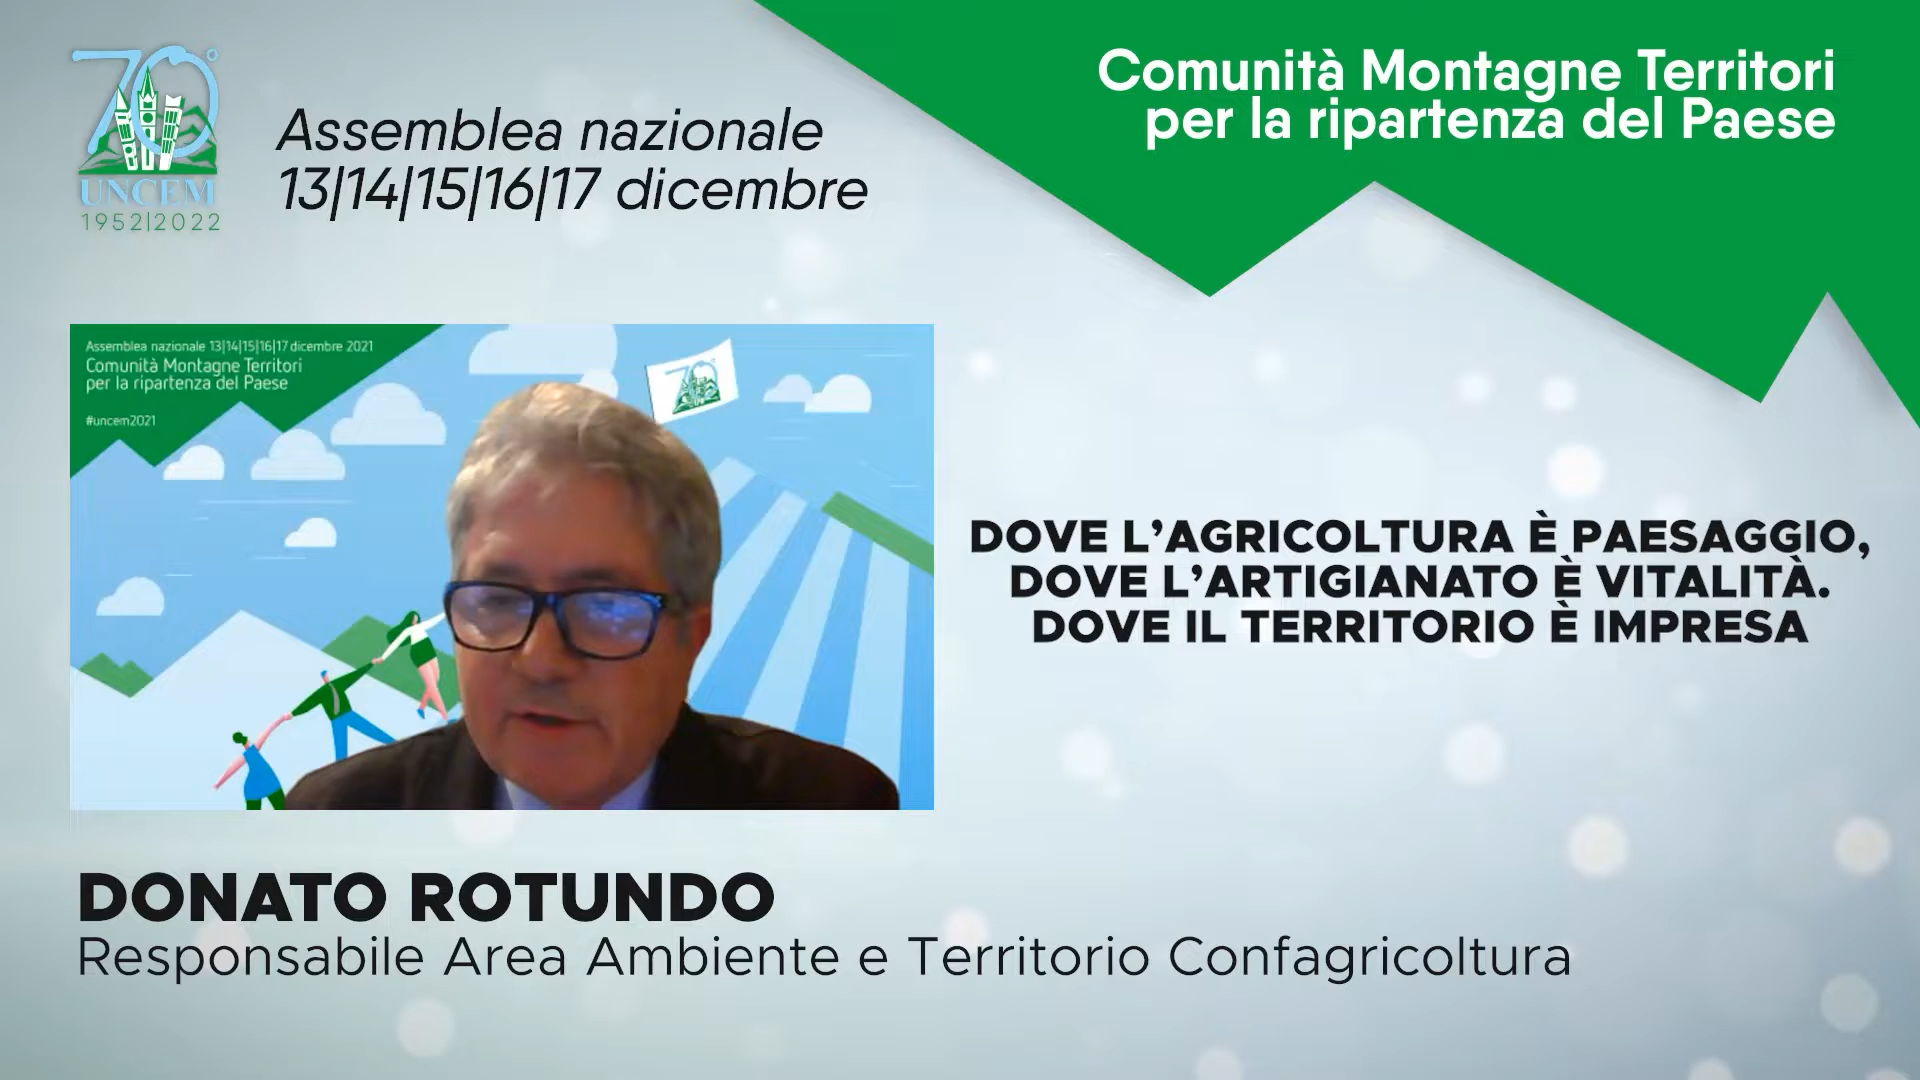 70°
UNCEM
1952|2022
Assemblea nazionale
13|14|15|16|17 dicembre
Comunità Montagne Territori
per la ripartenza del Paese
Assemblea nazionale 13|14|15|16|17 dicembre 2021
Comunità Montagne Territori
per la ripartenza del Paese
#uncem2021
70
DOVE L’AGRICOLTURA È PAESAGGIO,
DOVE L’ARTIGIANATO È VITALITÀ.
DOVE IL TERRITORIO È IMPRESA
DONATO ROTUNDO
Responsabile Area Ambiente e Territorio Confagricoltura